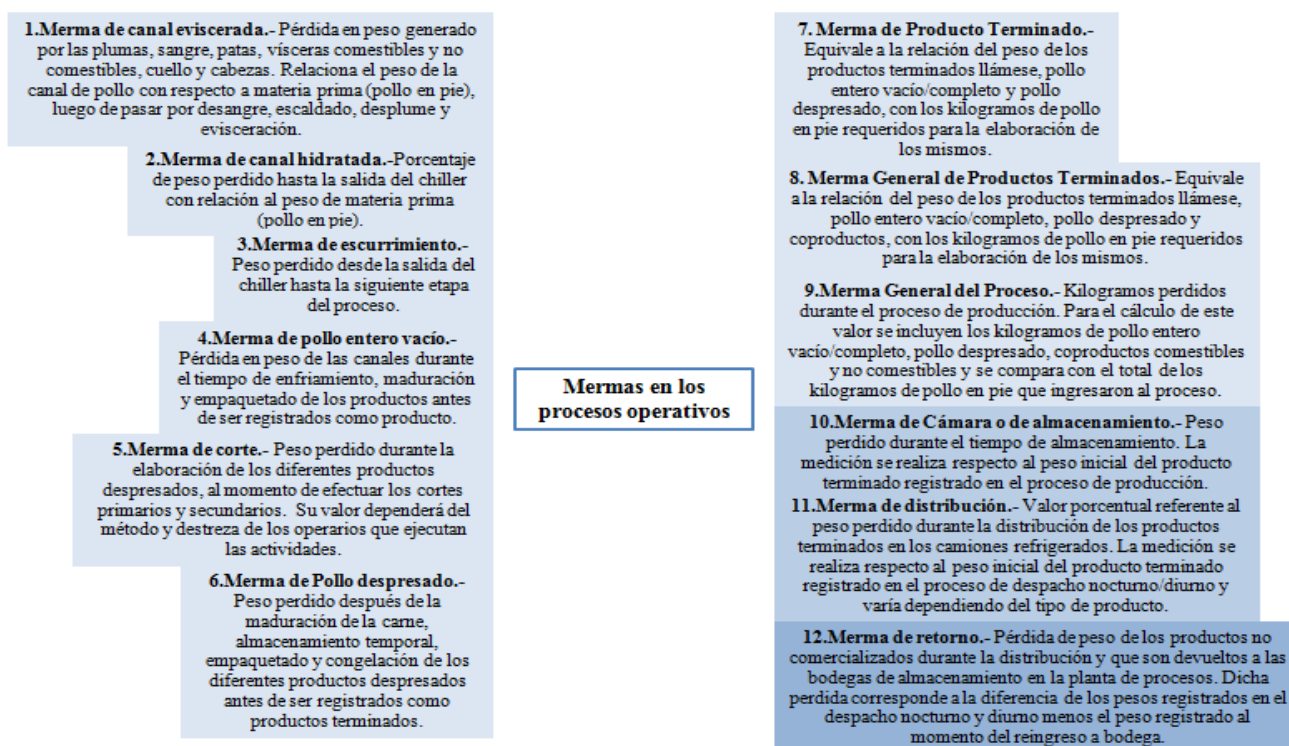 1.Merma de canal eviscerada.- Pérdida en peso generado
por las plumas, sangre, patas, vísceras comestibles y no
comestibles, cuello y cabezas. Relaciona el peso de la
canal de pollo con respecto a materia prima (pollo en pie),
luego de pasar por desangre, escaldado, desplume y
evisceración.
2.Merma de canal hidratada.-Porcentaje
de peso perdido hasta la salida del chiller
con relación al peso de materia prima
(pollo en pie).
3.Merma de escurrimiento.-
Peso perdido desde la salida del
chiller hasta la siguiente etapa
del proceso.
4.Merma de pollo entero vacío.-
Pérdida en peso de las canales durante
el tiempo de enfriamiento, maduración
y empaquetado de los productos antes
de ser registrados como producto.
5.Merma de corte.- Peso perdido durante la
elaboración de los diferentes productos
despresados, al momento de efectuar los cortes
primarios y secundarios. Su valor dependerá del
método y destreza de los operarios que ejecutan
las actividades.
6.Merma de Pollo despresado.-
Peso perdido después de la
maduración de la carne,
almacenamiento temporal,
empaquetado y congelación de los
diferentes productos despresados
antes de ser registrados como
productos terminados.
Mermas en los
procesos operativos
7. Merma de Producto Terminado.-
Equivale a la relación del peso de los
productos terminados llámese, pollo
entero vacío/completo y pollo
despresado, con los kilogramos de pollo
en pie requeridos para la elaboración de
los mismos.
8. Merma General de Productos Terminados.- Equivale
a la relación del peso de los productos terminados llámese,
pollo entero vacío/completo, pollo despresado y
coproductos, con los kilogramos de pollo en pie requeridos
para la elaboración de los mismos.
9.Merma General del Proceso.- Kilogramos perdidos
durante el proceso de producción. Para el cálculo de este
valor se incluyen los kilogramos de pollo entero
vacío/completo, pollo despresado, coproductos comestibles
y no comestibles y se compara con el total de los
kilogramos de pollo en pie que ingresaron al proceso.
10.Merma de Cámara o de almacenamiento.- Peso
perdido durante el tiempo de almacenamiento. La
medición se realiza respecto al peso inicial del producto
terminado registrado en el proceso de producción.
11.Merma de distribución.- Valor porcentual referente al
peso perdido durante la distribución de los productos
terminados en los camiones refrigerados. La medición se
realiza respecto al peso inicial del producto terminado
registrado en el proceso de despacho nocturno/diurno y
varía dependiendo del tipo de producto.
12.Merma de retorno.- Pérdida de peso de los productos no
comercializados durante la distribución y que son devueltos a las
bodegas de almacenamiento en la planta de procesos. Dicha
perdida corresponde a la diferencia de los pesos registrados en el
despacho nocturno y diurno menos el peso registrado al
momento del reingreso a bodega.